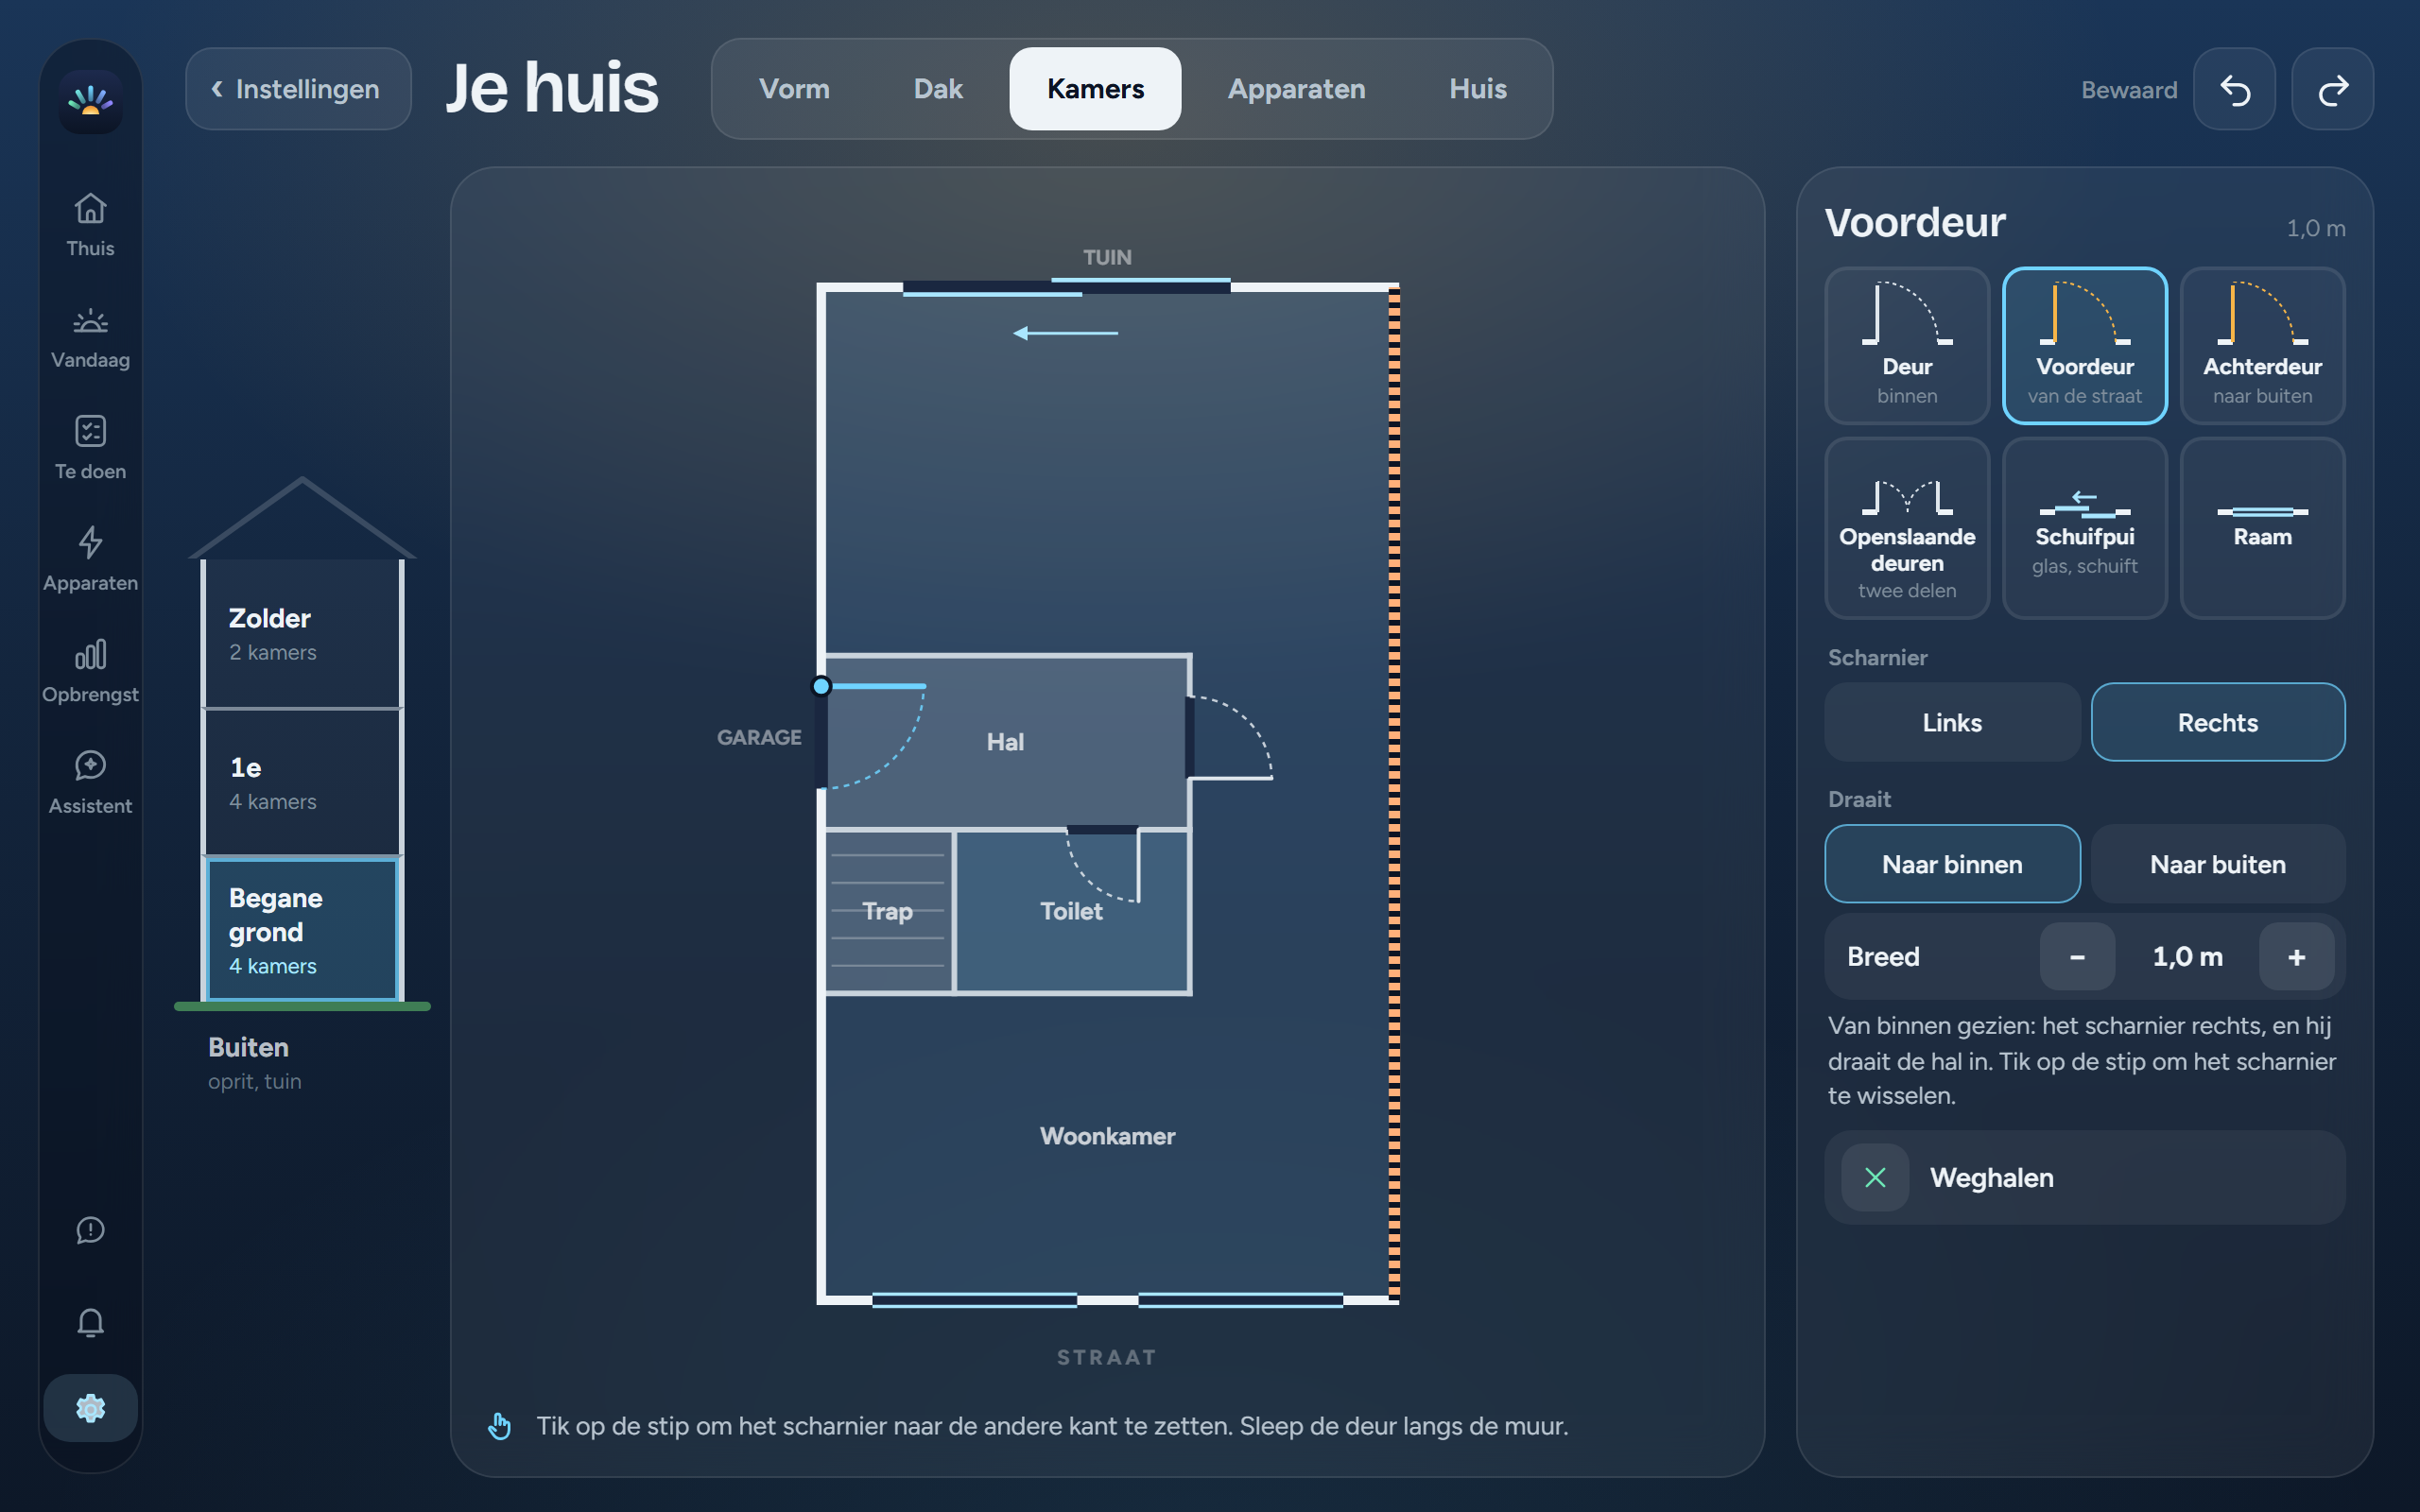 ‹ Instellingen
Je huis
Vorm
Dak
Kamers
Apparaten
Huis
Bewaard
Thuis
Vandaag
Te doen
Apparaten
Opbrengst
Assistent
Zolder
2 kamers
1e
4 kamers
Begane
grond
4 kamers
Buiten
oprit, tuin
TUIN
GARAGE
Hal
Trap
Toilet
Woonkamer
STRAAT
Tik op de stip om het scharnier naar de andere kant te zetten. Sleep de deur langs de muur.
Voordeur
1,0 m
Deur
binnen
Voordeur
van de straat
Achterdeur
naar buiten
Openslaande
deuren
twee delen
Schuifpui
glas, schuift
Raam
Scharnier
Links
Rechts
Draait
Naar binnen
Naar buiten
Breed
−
1,0 m
+
Van binnen gezien: het scharnier rechts, en hij
draait de hal in. Tik op de stip om het scharnier
te wisselen.
Weghalen